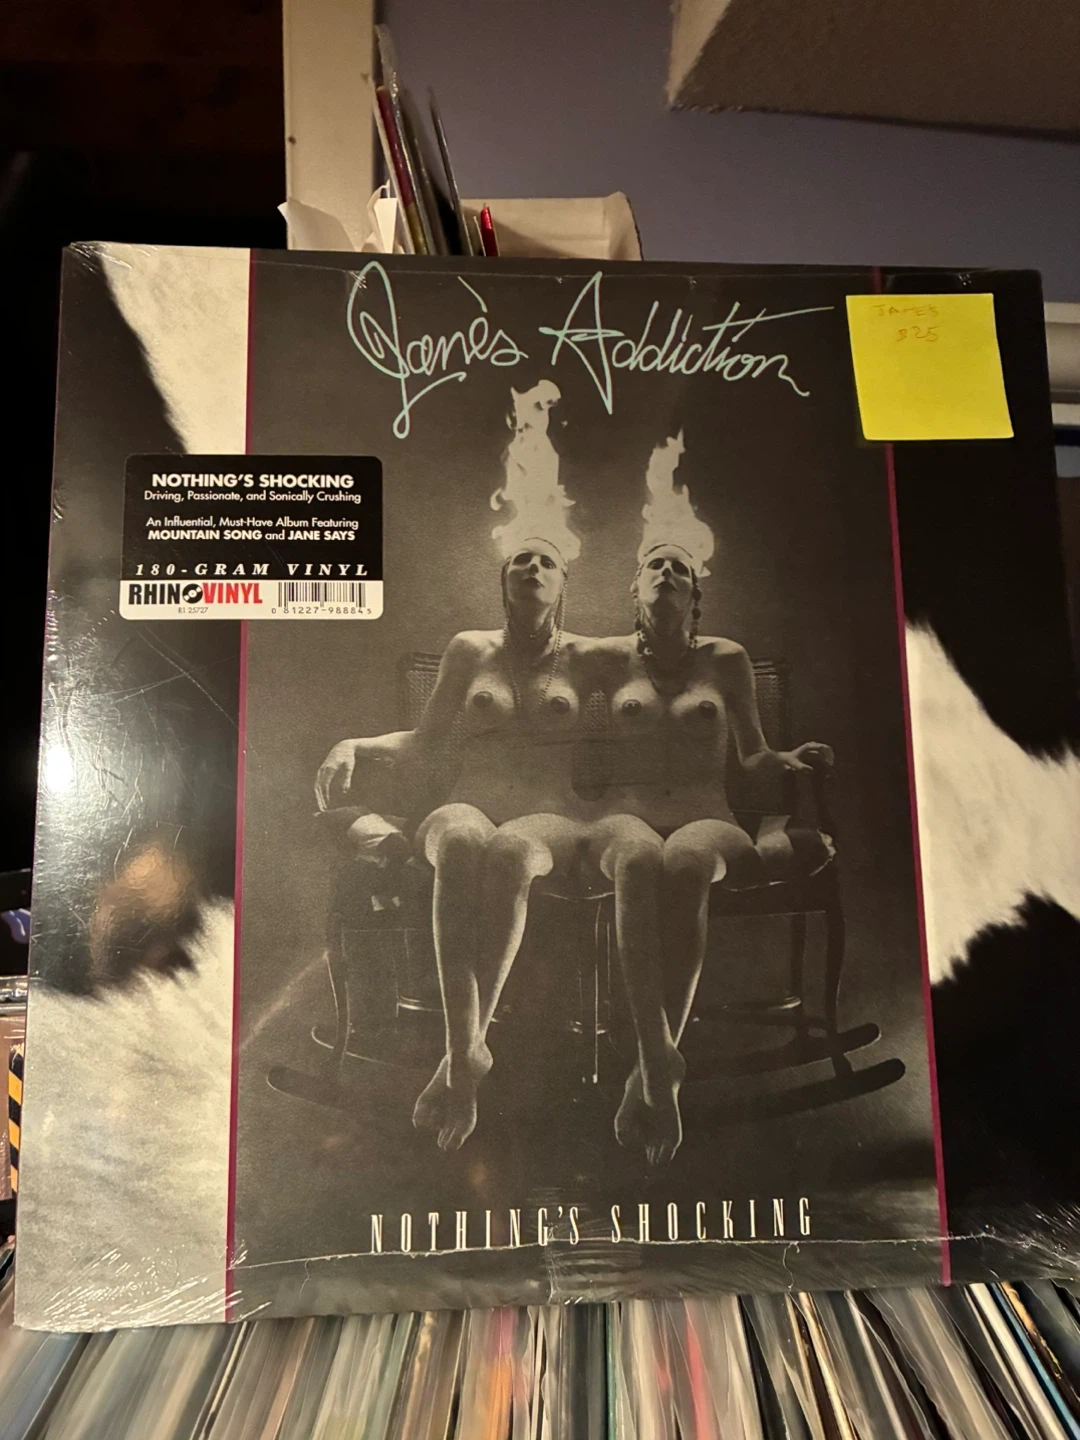 Jane's Addiction
JAMES
$25
NOTHING'S SHOCKING
Driving, Passionate, and Sonically Crushing
An Influential, Must-Have Album Featuring
MOUNTAIN SONG and JANE SAYS
180-GRAM VINYL
RHINO VINYL
R1 25727
0 81227-98884 5
NOTHING'S SHOCKING